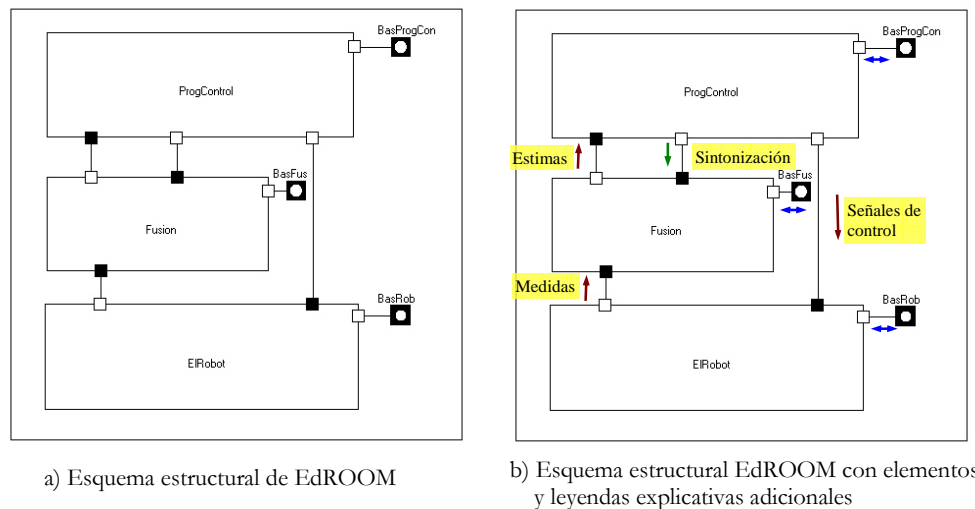 BasProgCon
ProgControl
BasFus
Fusion
BasRob
ElRobot
a) Esquema estructural de EdROOM
BasProgCon
ProgControl
Estimas
Sintonización
BasFus
Fusion
Señales de
control
Medidas
BasRob
ElRobot
b) Esquema estructural EdROOM con elementos
y leyendas explicativas adicionales